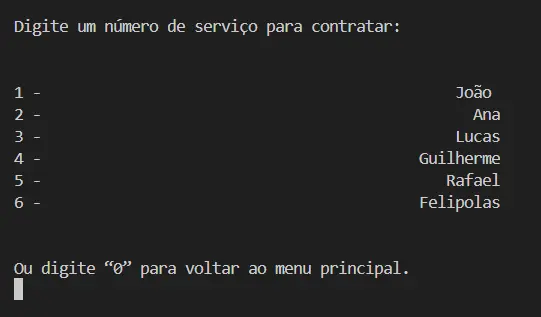 Digite um número de serviço para contratar:
1 - João
2 - Ana
3 - Lucas
4 - Guilherme
5 - Rafael
6 - Felipolas
Ou digite “0” para voltar ao menu principal.